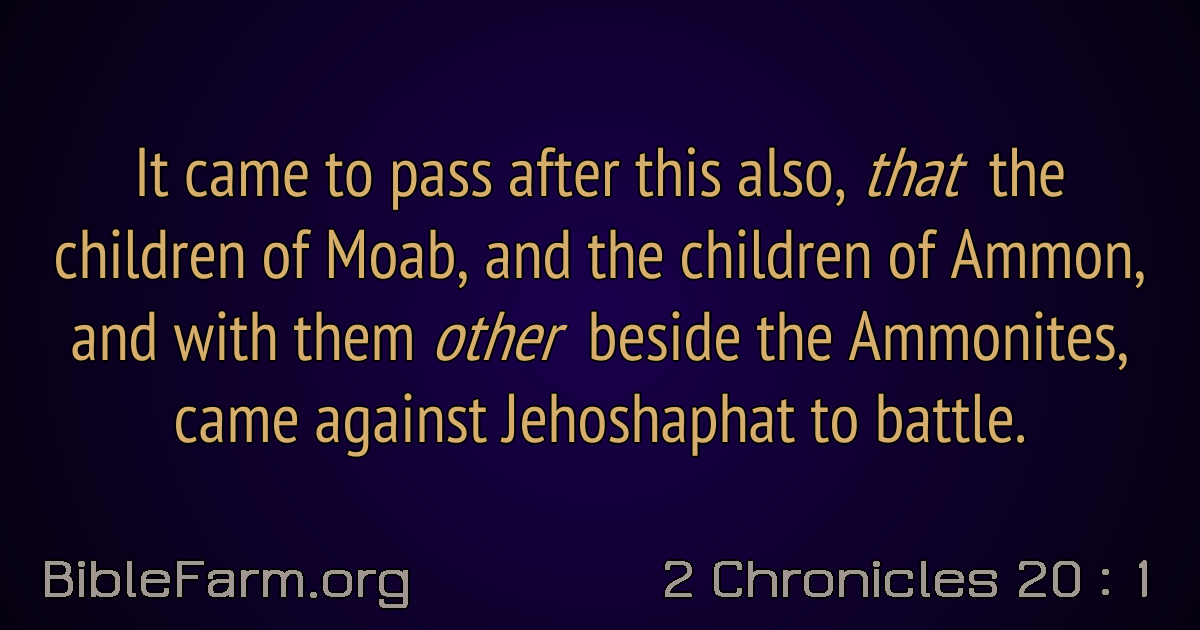 It came to pass after this also, that the
children of Moab, and the children of Ammon,
and with them other beside the Ammonites,
came against Jehoshaphat to battle.
BibleFarm.org
2 Chronicles 20 : 1